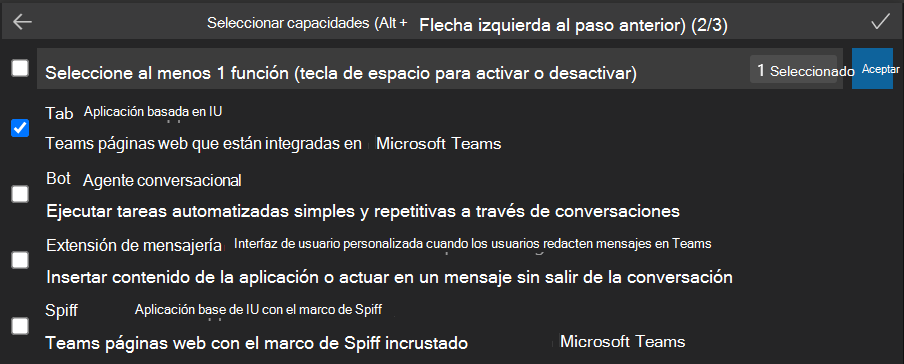 Seleccionar capacidades (Alt + Flecha izquierda al paso anterior) (2/3)
Seleccione al menos 1 función (tecla de espacio para activar o desactivar) 1 Seleccionado Aceptar
Tab Aplicación basada en IU
Teams páginas web que están integradas en Microsoft Teams
Bot Agente conversacional
Ejecutar tareas automatizadas simples y repetitivas a través de conversaciones
Extensión de mensajería Interfaz de usuario personalizada cuando los usuarios redacten mensajes en Teams
Insertar contenido de la aplicación o actuar en un mensaje sin salir de la conversación
Spiff Aplicación base de IU con el marco de Spiff
Teams páginas web con el marco de Spiff incrustado Microsoft Teams